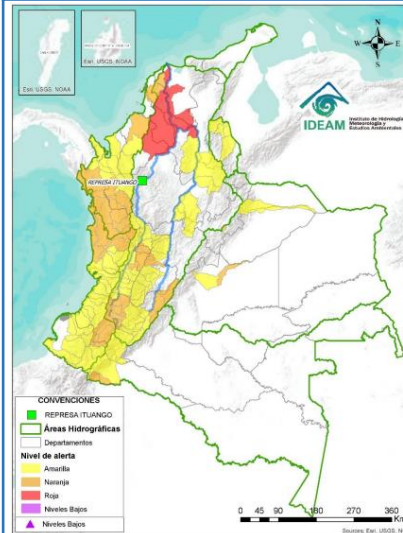 Esri, USGS, NOAA
Esri, USGS, NOAA
N
W
E
S
IDEAM
Instituto de Hidrología,
Meteorología y
Estudios Ambientales
REPRESA ITUANGO
CONVENCIONES
REPRESA ITUANGO
Áreas Hidrográficas
Departamentos
Nivel de alerta
Amarilla
Naranja
Roja
Niveles Bajos
Niveles Bajos
0 45 90 180 270 360
Km
Sources: Esri, USGS, NO